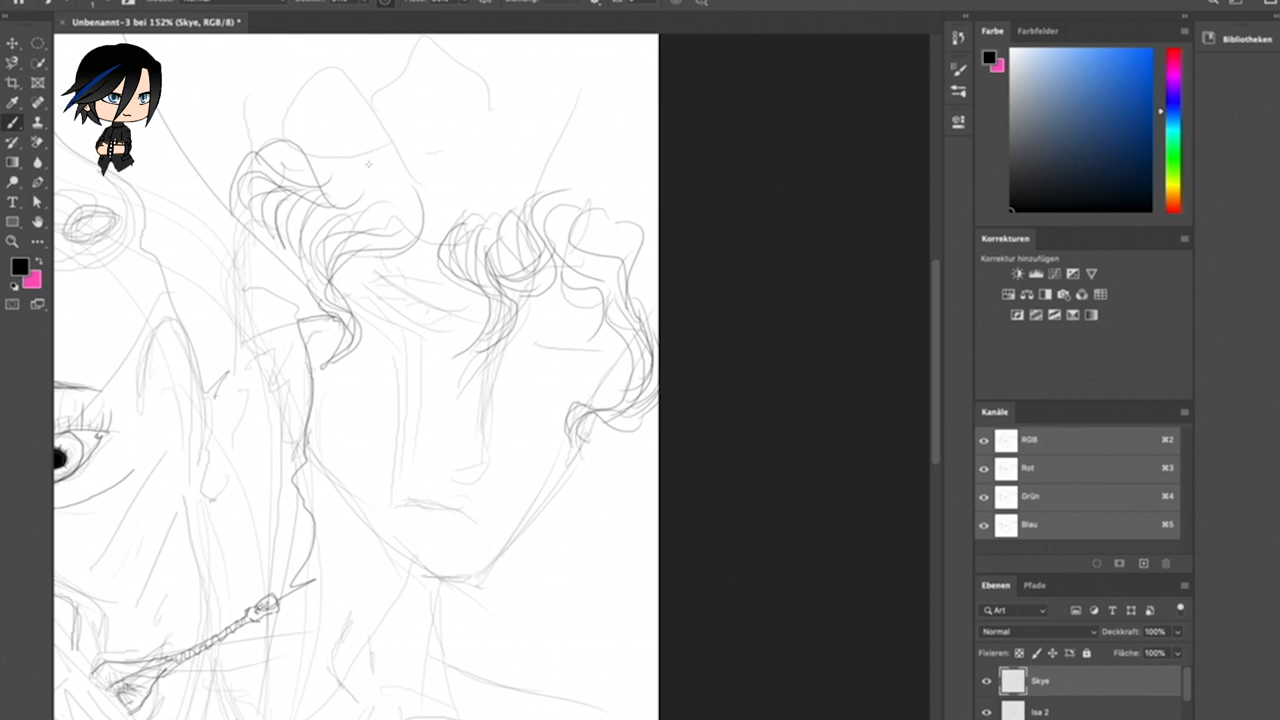 Unbenannt-3 bei 152% (Skye, RGB/8) *
Farbe
Farbfelder
Bibliotheken
Korrekturen
Korrektur hinzufügen
Kanäle
RGB ⌘2
Rot ⌘3
Grün ⌘4
Blau ⌘5
Ebenen
Pfade
Art
Normal
Deckkraft: 100%
Fixieren:
Fläche: 100%
Skye
Isa 2